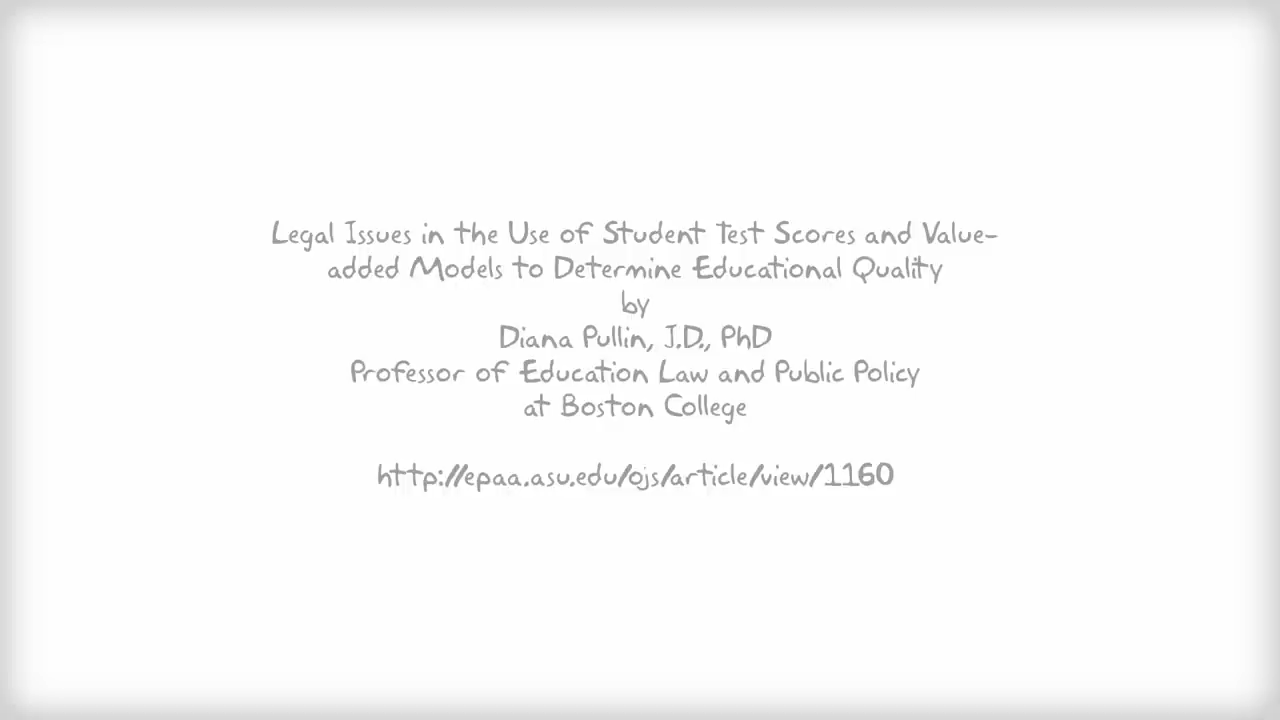 Legal Issues in the Use of Student Test Scores and Value-
added Models to Determine Educational Quality
by
Diana Pullin, J.D., PhD
Professor of Education Law and Public Policy
at Boston College
http://epaa.asu.edu/ojs/article/view/1160